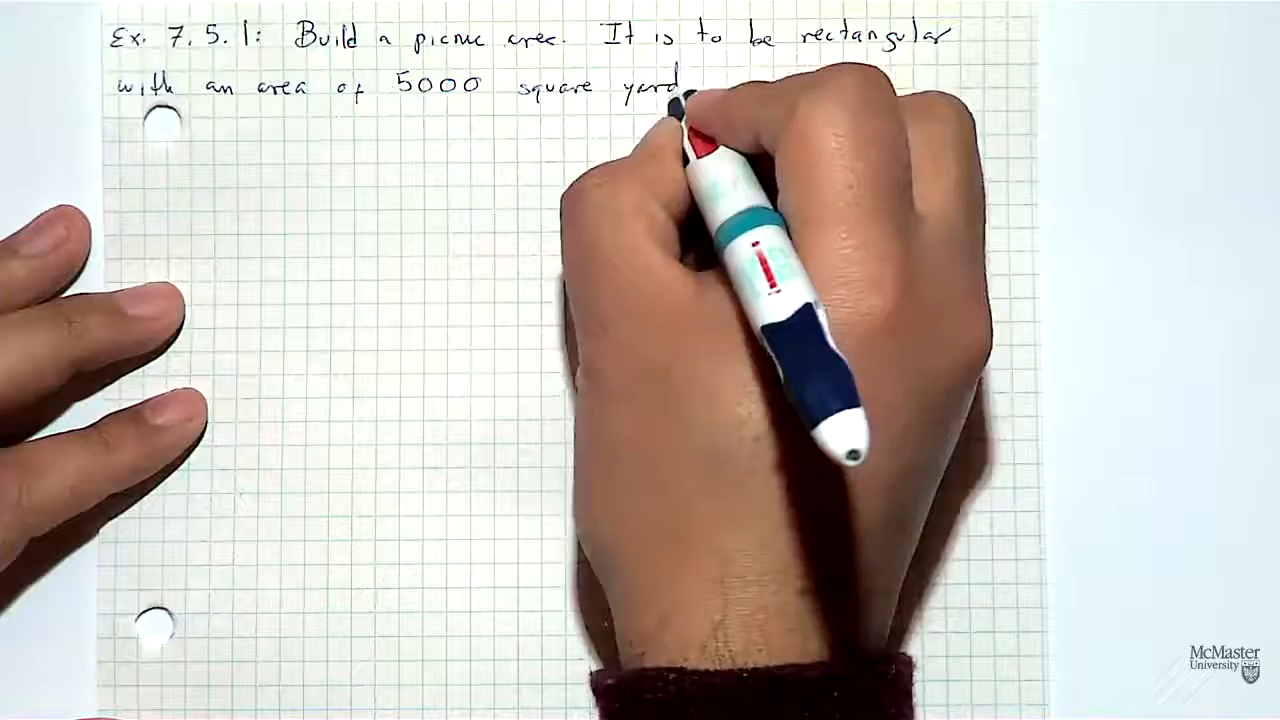 Ex. 7.5.1: Build a picnic area. It is to be rectangular
with an area of 5000 square yard
McMaster
University